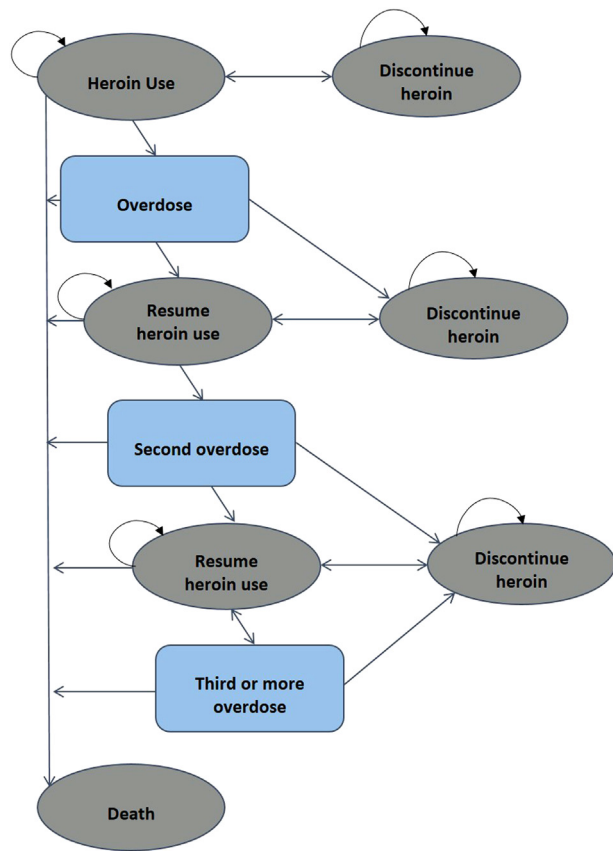 Heroin Use
Discontinue
heroin
Overdose
Resume
heroin use
Discontinue
heroin
Second overdose
Resume
heroin use
Discontinue
heroin
Third or more
overdose
Death